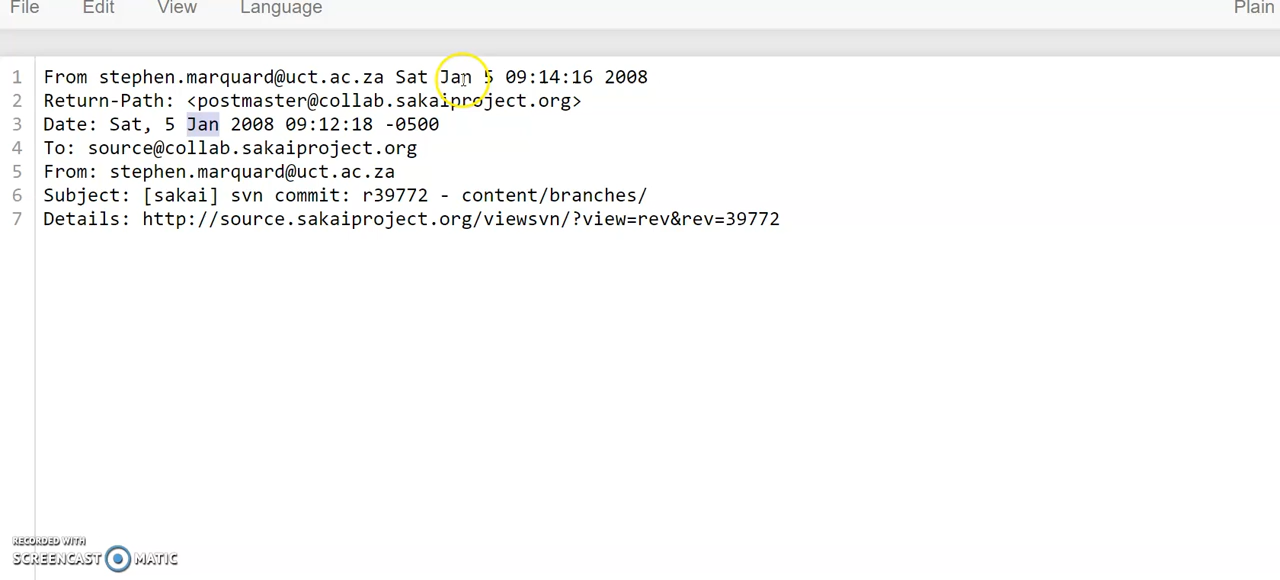 File Edit View Language Plain
1 From stephen.marquard@uct.ac.za Sat Jan 5 09:14:16 2008
2 Return-Path: <postmaster@collab.sakaiproject.org>
3 Date: Sat, 5 Jan 2008 09:12:18 -0500
4 To: source@collab.sakaiproject.org
5 From: stephen.marquard@uct.ac.za
6 Subject: [sakai] svn commit: r39772 - content/branches/
7 Details: http://source.sakaiproject.org/viewsvn/?view=rev&rev=39772
RECORDED WITH
SCREENCAST MATIC